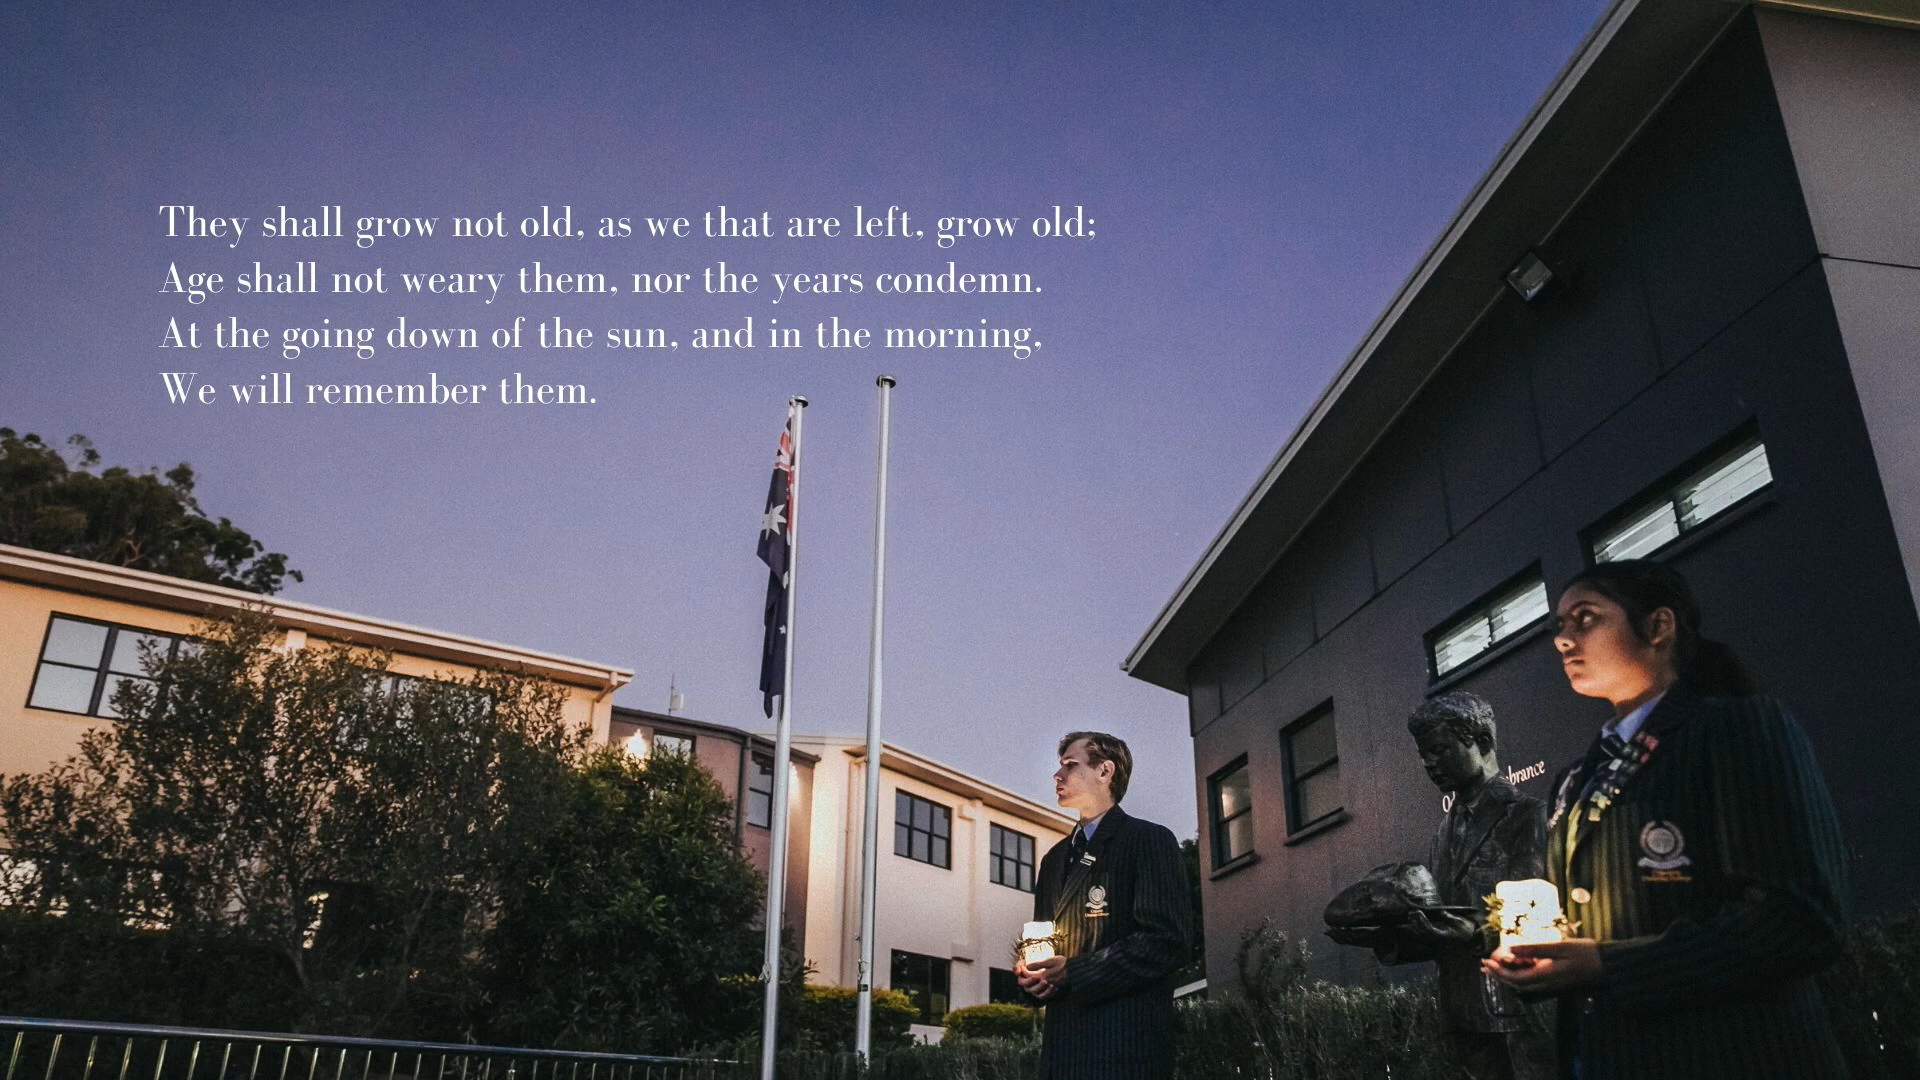 They shall grow not old, as we that are left, grow old;
Age shall not weary them, nor the years condemn.
At the going down of the sun, and in the morning,
We will remember them.